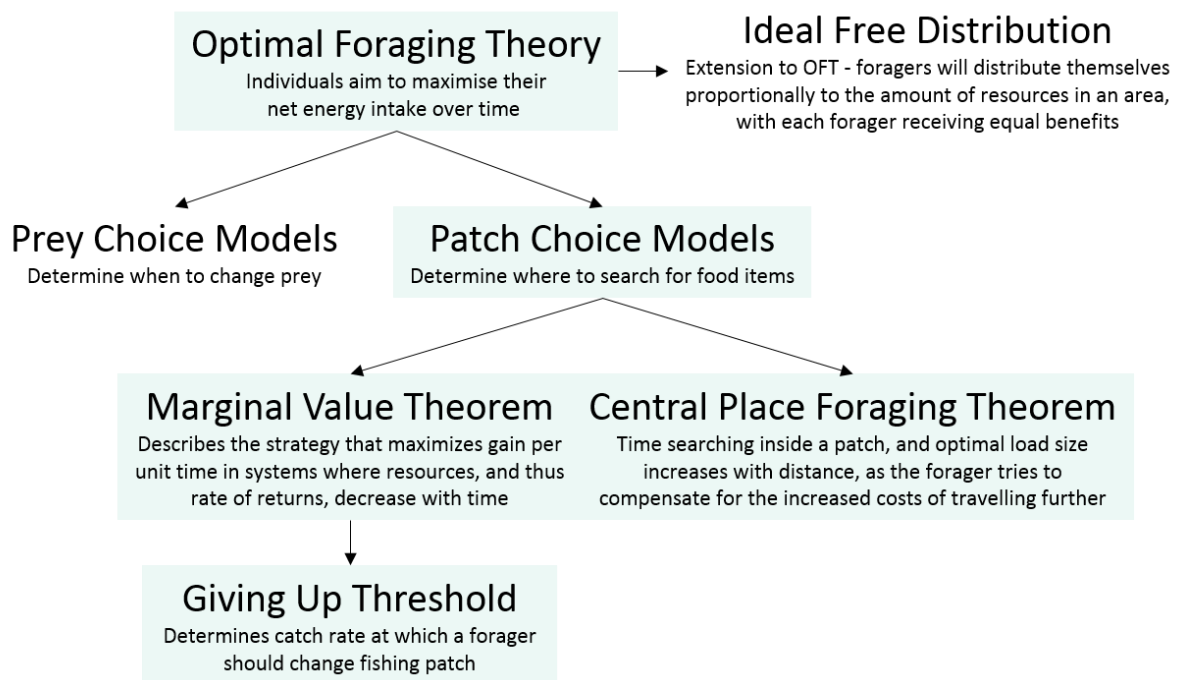 Optimal Foraging Theory
Individuals aim to maximise their
net energy intake over time
Ideal Free Distribution
Extension to OFT - foragers will distribute themselves
proportionally to the amount of resources in an area,
with each forager receiving equal benefits
Prey Choice Models
Determine when to change prey
Patch Choice Models
Determine where to search for food items
Marginal Value Theorem
Describes the strategy that maximizes gain per
unit time in systems where resources, and thus
rate of returns, decrease with time
Central Place Foraging Theorem
Time searching inside a patch, and optimal load size
increases with distance, as the forager tries to
compensate for the increased costs of travelling further
Giving Up Threshold
Determines catch rate at which a forager
should change fishing patch